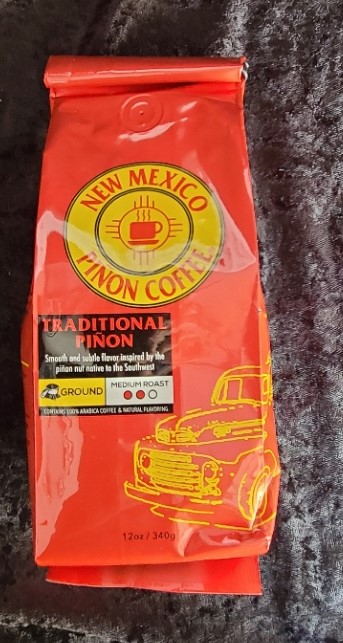 NEW MEXICO
PIÑON COFFEE
TRADITIONAL
PIÑON
Smooth and subtle flavor inspired by the
piñon nut native to the Southwest
GROUND
MEDIUM ROAST
CONTAINS 100% ARABICA COFFEE & NATURAL FLAVORING
12oz / 340g